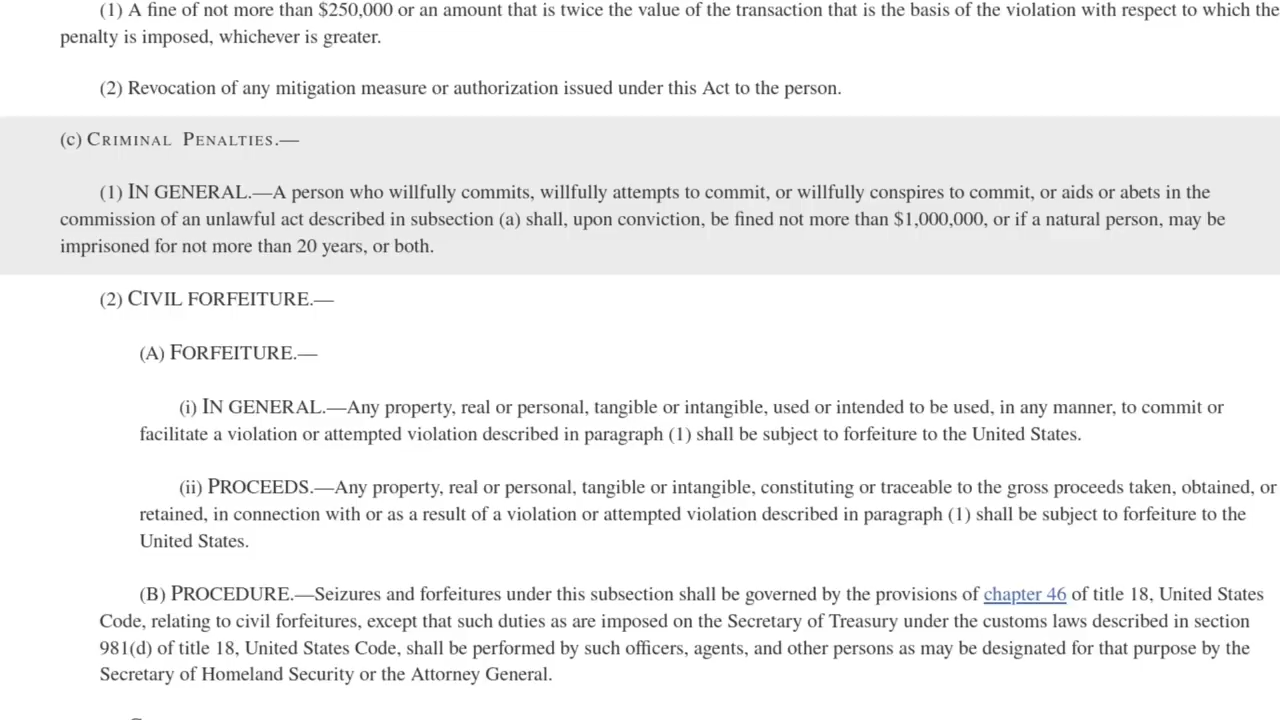 (1) A fine of not more than $250,000 or an amount that is twice the value of the transaction that is the basis of the violation with respect to which the
penalty is imposed, whichever is greater.
(2) Revocation of any mitigation measure or authorization issued under this Act to the person.
(c) CRIMINAL PENALTIES.—
(1) IN GENERAL.—A person who willfully commits, willfully attempts to commit, or willfully conspires to commit, or aids or abets in the
commission of an unlawful act described in subsection (a) shall, upon conviction, be fined not more than $1,000,000, or if a natural person, may be
imprisoned for not more than 20 years, or both.
(2) CIVIL FORFEITURE.—
(A) FORFEITURE.—
(i) IN GENERAL.—Any property, real or personal, tangible or intangible, used or intended to be used, in any manner, to commit or
facilitate a violation or attempted violation described in paragraph (1) shall be subject to forfeiture to the United States.
(ii) PROCEEDS.—Any property, real or personal, tangible or intangible, constituting or traceable to the gross proceeds taken, obtained, or
retained, in connection with or as a result of a violation or attempted violation described in paragraph (1) shall be subject to forfeiture to the
United States.
(B) PROCEDURE.—Seizures and forfeitures under this subsection shall be governed by the provisions of chapter 46 of title 18, United States
Code, relating to civil forfeitures, except that such duties as are imposed on the Secretary of Treasury under the customs laws described in section
981(d) of title 18, United States Code, shall be performed by such officers, agents, and other persons as may be designated for that purpose by the
Secretary of Homeland Security or the Attorney General.